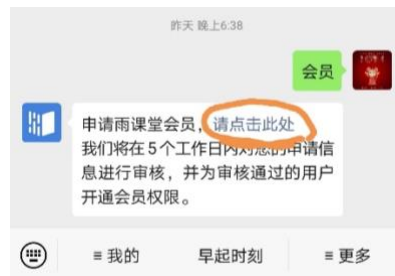 昨天 晚上6:38
会员
申请雨课堂会员，请点击此处
我们将在5个工作日内对您的申请信
息进行审核，并为审核通过的用户
开通会员权限。
≡ 我的 早起时刻 ≡ 更多